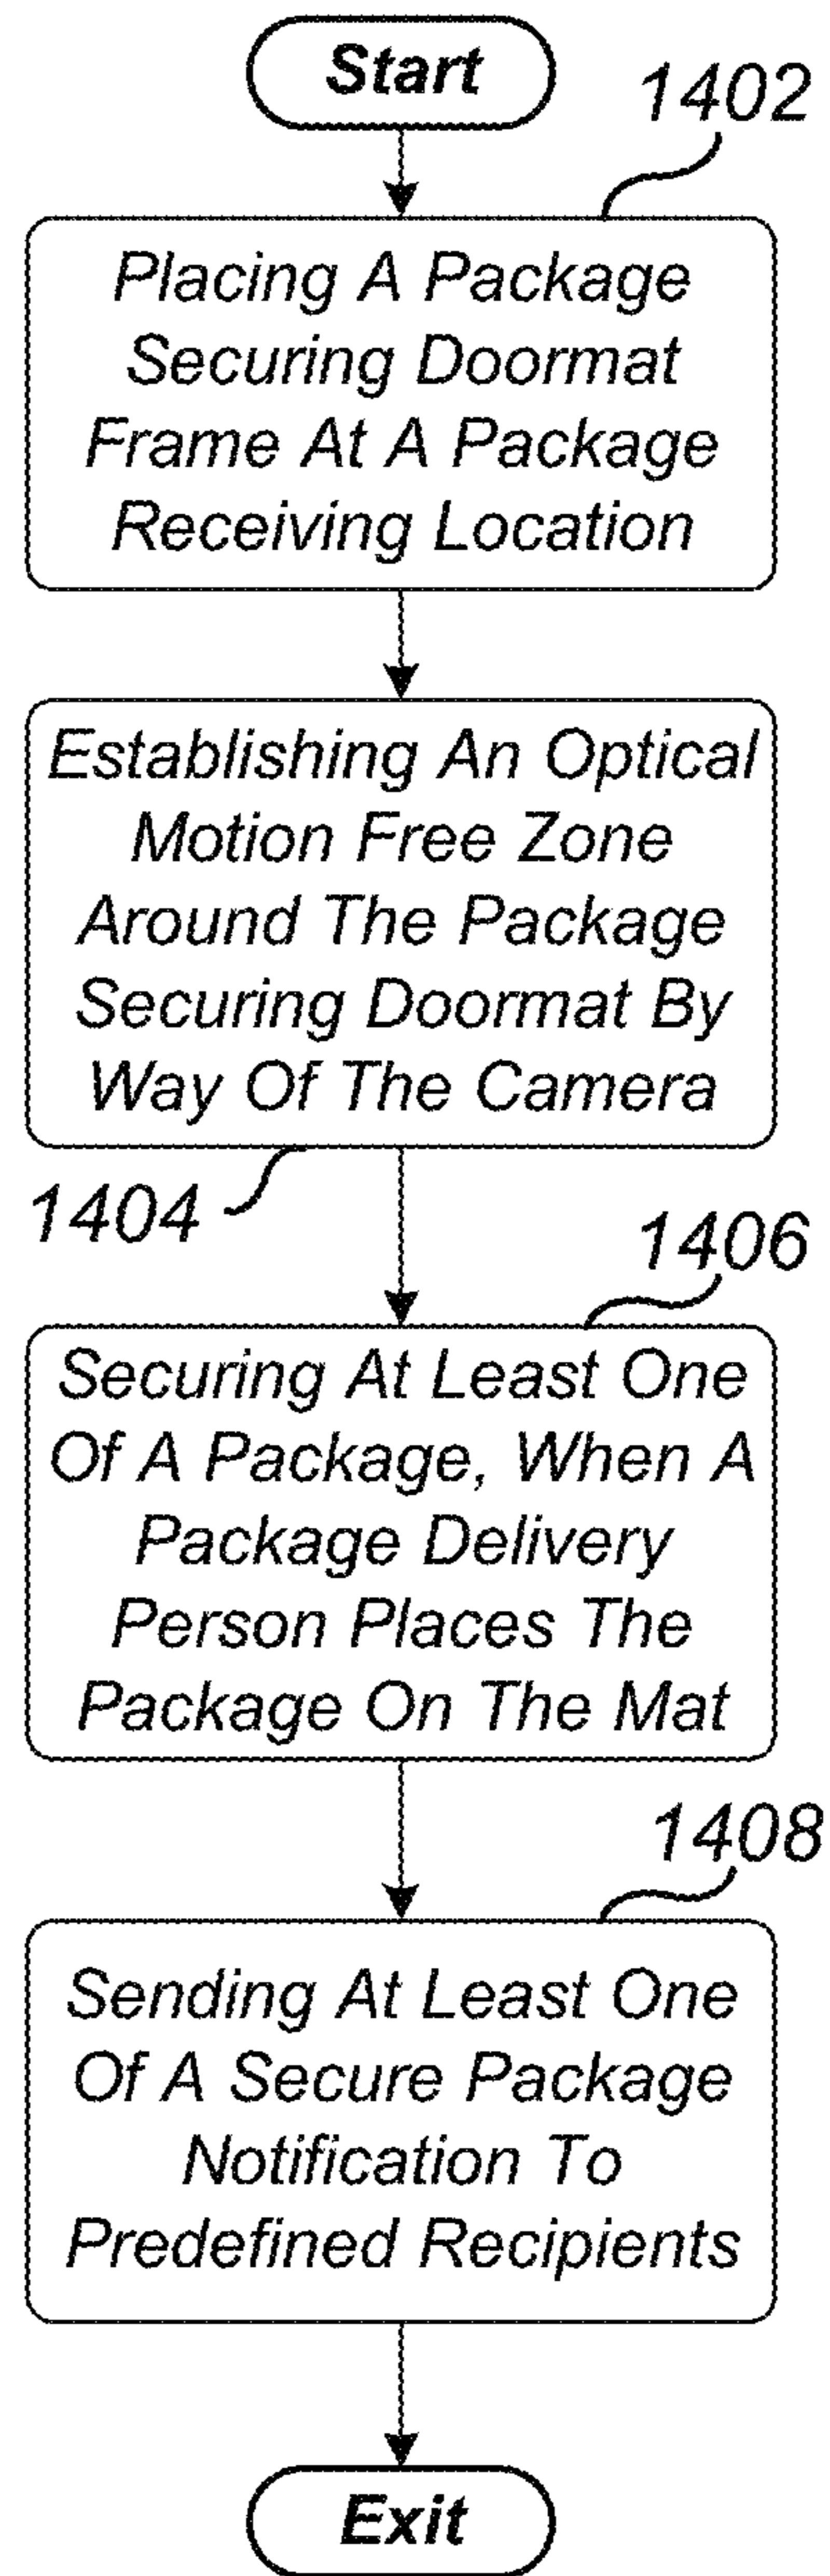 Start
1402
Placing A Package
Securing Doormat
Frame At A Package
Receiving Location
Establishing An Optical
Motion Free Zone
Around The Package
Securing Doormat By
Way Of The Camera
1404
1406
Securing At Least One
Of A Package, When A
Package Delivery
Person Places The
Package On The Mat
1408
Sending At Least One
Of A Secure Package
Notification To
Predefined Recipients
Exit